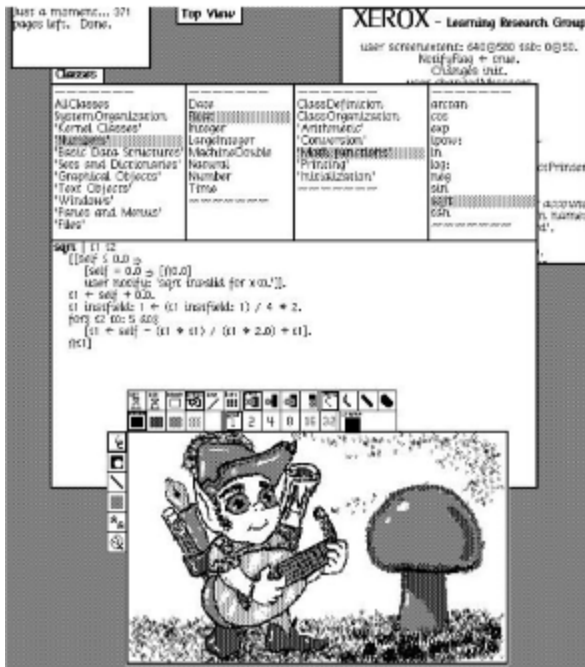 Just a moment... 371
pages left. Done.
Top View
XEROX - Learning Research Group
user screenextent: 640@580 tab: 0@50.
NotifyFlag ← true.
Changes init.
Classes
AllClasses
SystemOrganization
'Kernel Classes'
'Numbers'
'Basic Data Structures'
'Sets and Dictionaries'
'Graphical Objects'
'Text Objects'
'Windows'
'Panes and Menus'
'Files'
Date
Float
Integer
LargeInteger
MachineDouble
Natural
Number
Time
ClassDefinition
ClassOrganization
'Arithmetic'
'Conversion'
'Math functions'
'Printing'
'Initialization'
arctan
cos
exp
ipow:
ln
log:
neg
sin
sqrt
tan
sqrt | t1 t2
[self ≤ 0.0 ⇒
[self = 0.0 ⇒ [⇑0.0]
user notify: 'sqrt invalid for x<0.']].
t1 ← self + 0.0.
t1 instfield: 1 ← (t1 instfield: 1) / 4 * 2.
for⦂ t2 to: 5 do⦂
[t1 ← self - (t1 * t1) / (t1 * 2.0) + t1].
⇑t1]
1 2 4 8 16 32